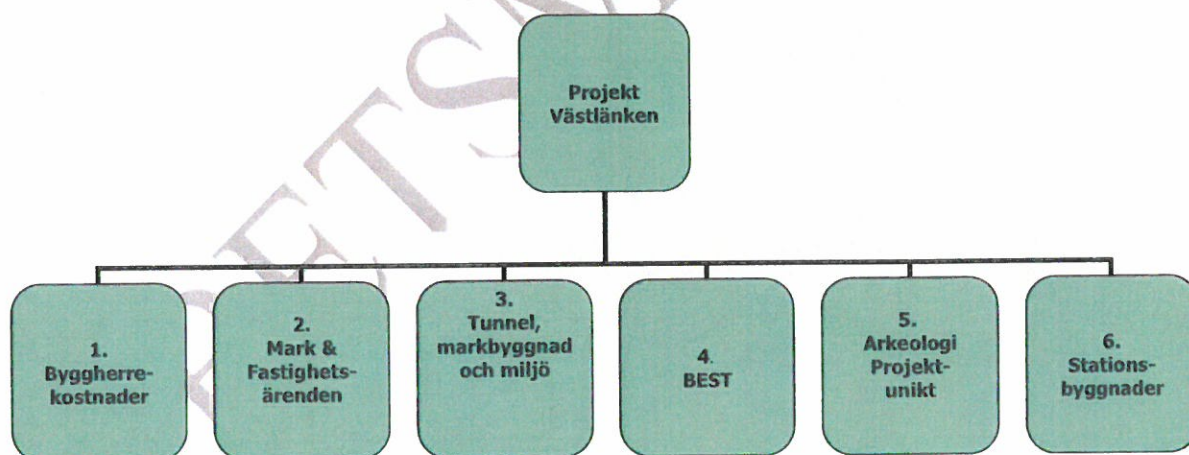 Projekt
Västlänken
1.
Byggherre-
kostnader
2.
Mark &
Fastighets-
ärenden
3.
Tunnel,
markbyggnad
och miljö
4.
BEST
5.
Arkeologi
Projekt-
unikt
6.
Stations-
byggnader